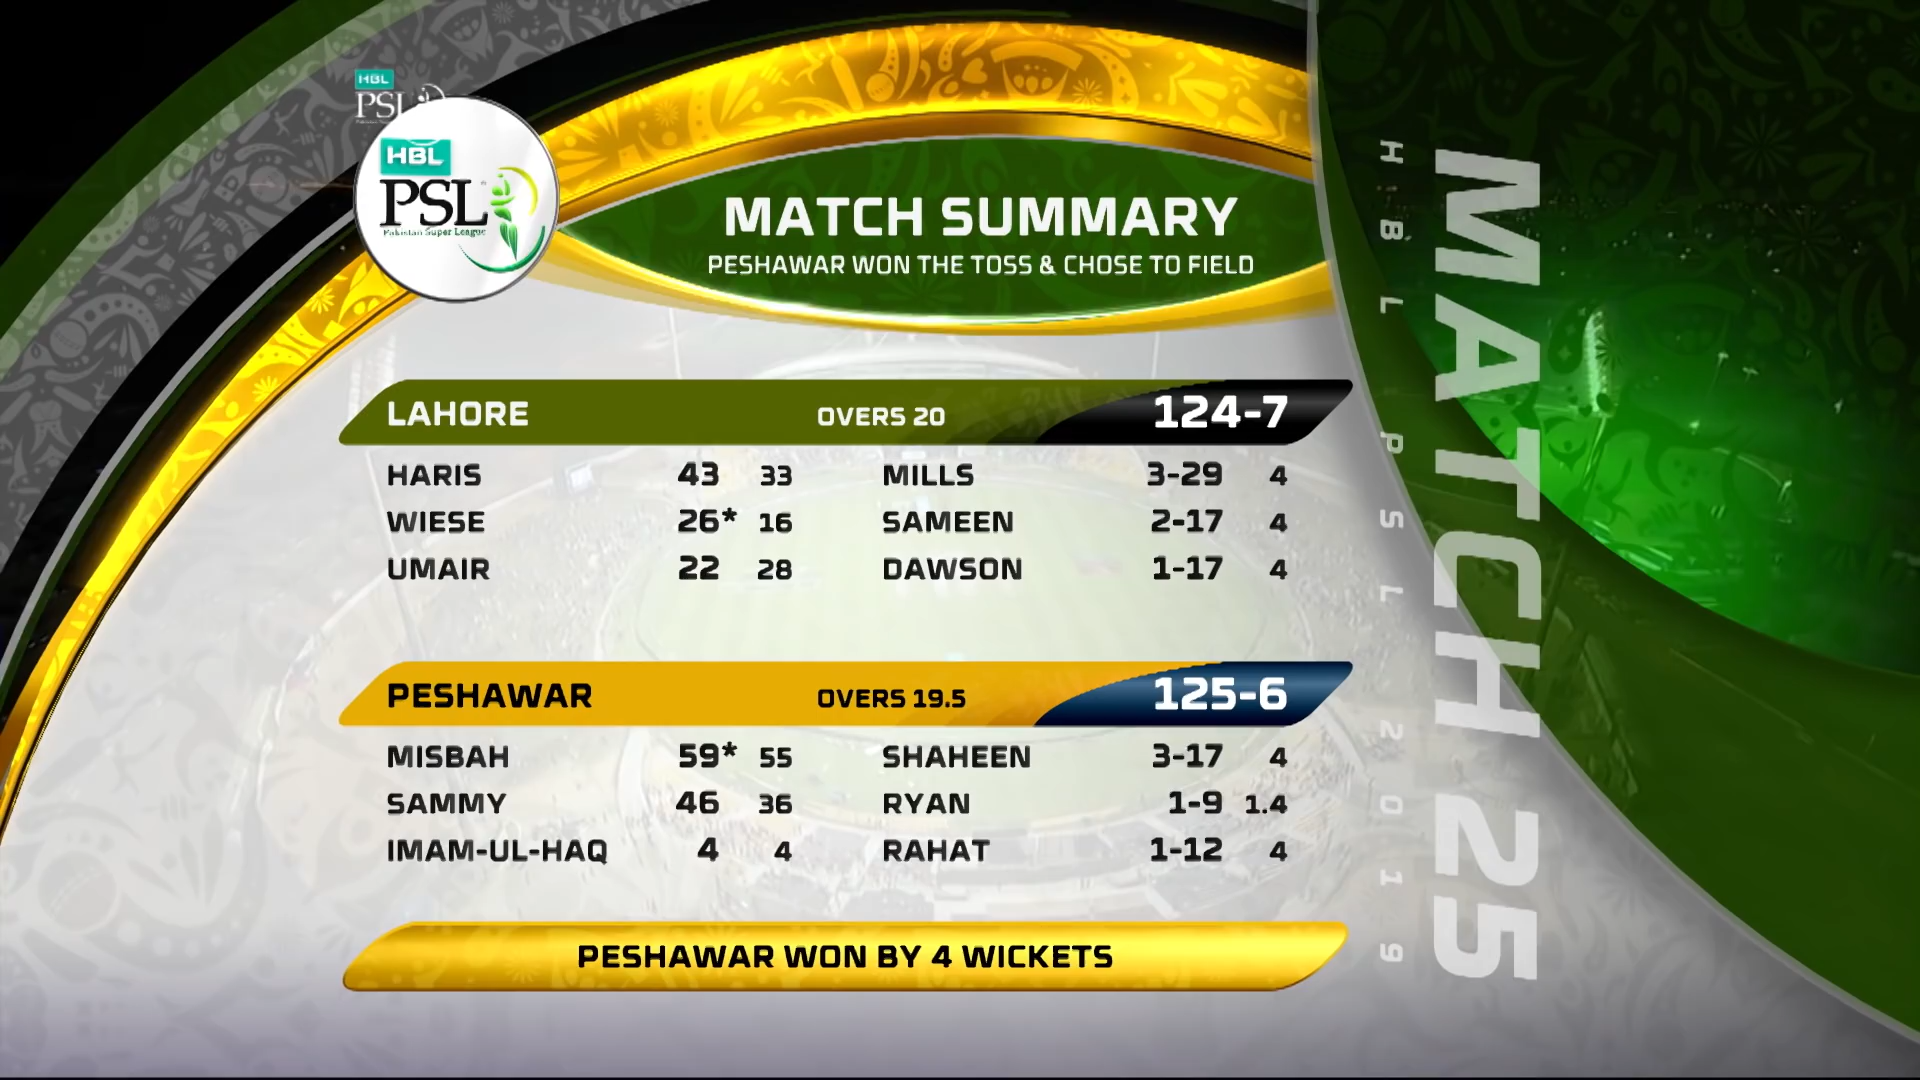 HBL
PSL
HBL
PSL
Pakistan Super League
MATCH SUMMARY
PESHAWAR WON THE TOSS & CHOSE TO FIELD
LAHORE OVERS 20 124-7
HARIS 43 33 MILLS 3-29 4
WIESE 26* 16 SAMEEN 2-17 4
UMAIR 22 28 DAWSON 1-17 4
PESHAWAR OVERS 19.5 125-6
MISBAH 59* 55 SHAHEEN 3-17 4
SAMMY 46 36 RYAN 1-9 1.4
IMAM-UL-HAQ 4 4 RAHAT 1-12 4
PESHAWAR WON BY 4 WICKETS
HBL PSL 2019
MATCH 25